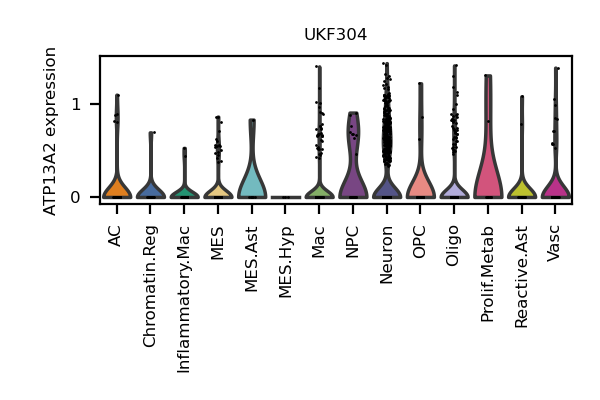 UKF304
ATP13A2 expression
1
0
AC
Chromatin.Reg
Inflammatory.Mac
MES
MES.Ast
MES.Hyp
Mac
NPC
Neuron
OPC
Oligo
Prolif.Metab
Reactive.Ast
Vasc